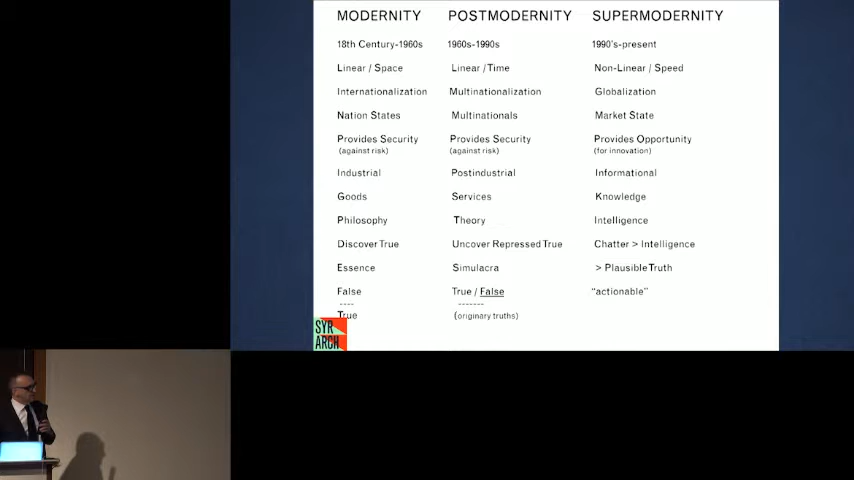 MODERNITY POSTMODERNITY SUPERMODERNITY
18th Century-1960s 1960s-1990s 1990's-present
Linear / Space Linear / Time Non-Linear / Speed
Internationalization Multinationalization Globalization
Nation States Multinationals Market State
Provides Security Provides Security Provides Opportunity
(against risk) (against risk) (for innovation)
Industrial Postindustrial Informational
Goods Services Knowledge
Philosophy Theory Intelligence
Discover True Uncover Repressed True Chatter > Intelligence
Essence Simulacra > Plausible Truth
False True / False "actionable"
---- -------
True (originary truths)
SYR
ARCH